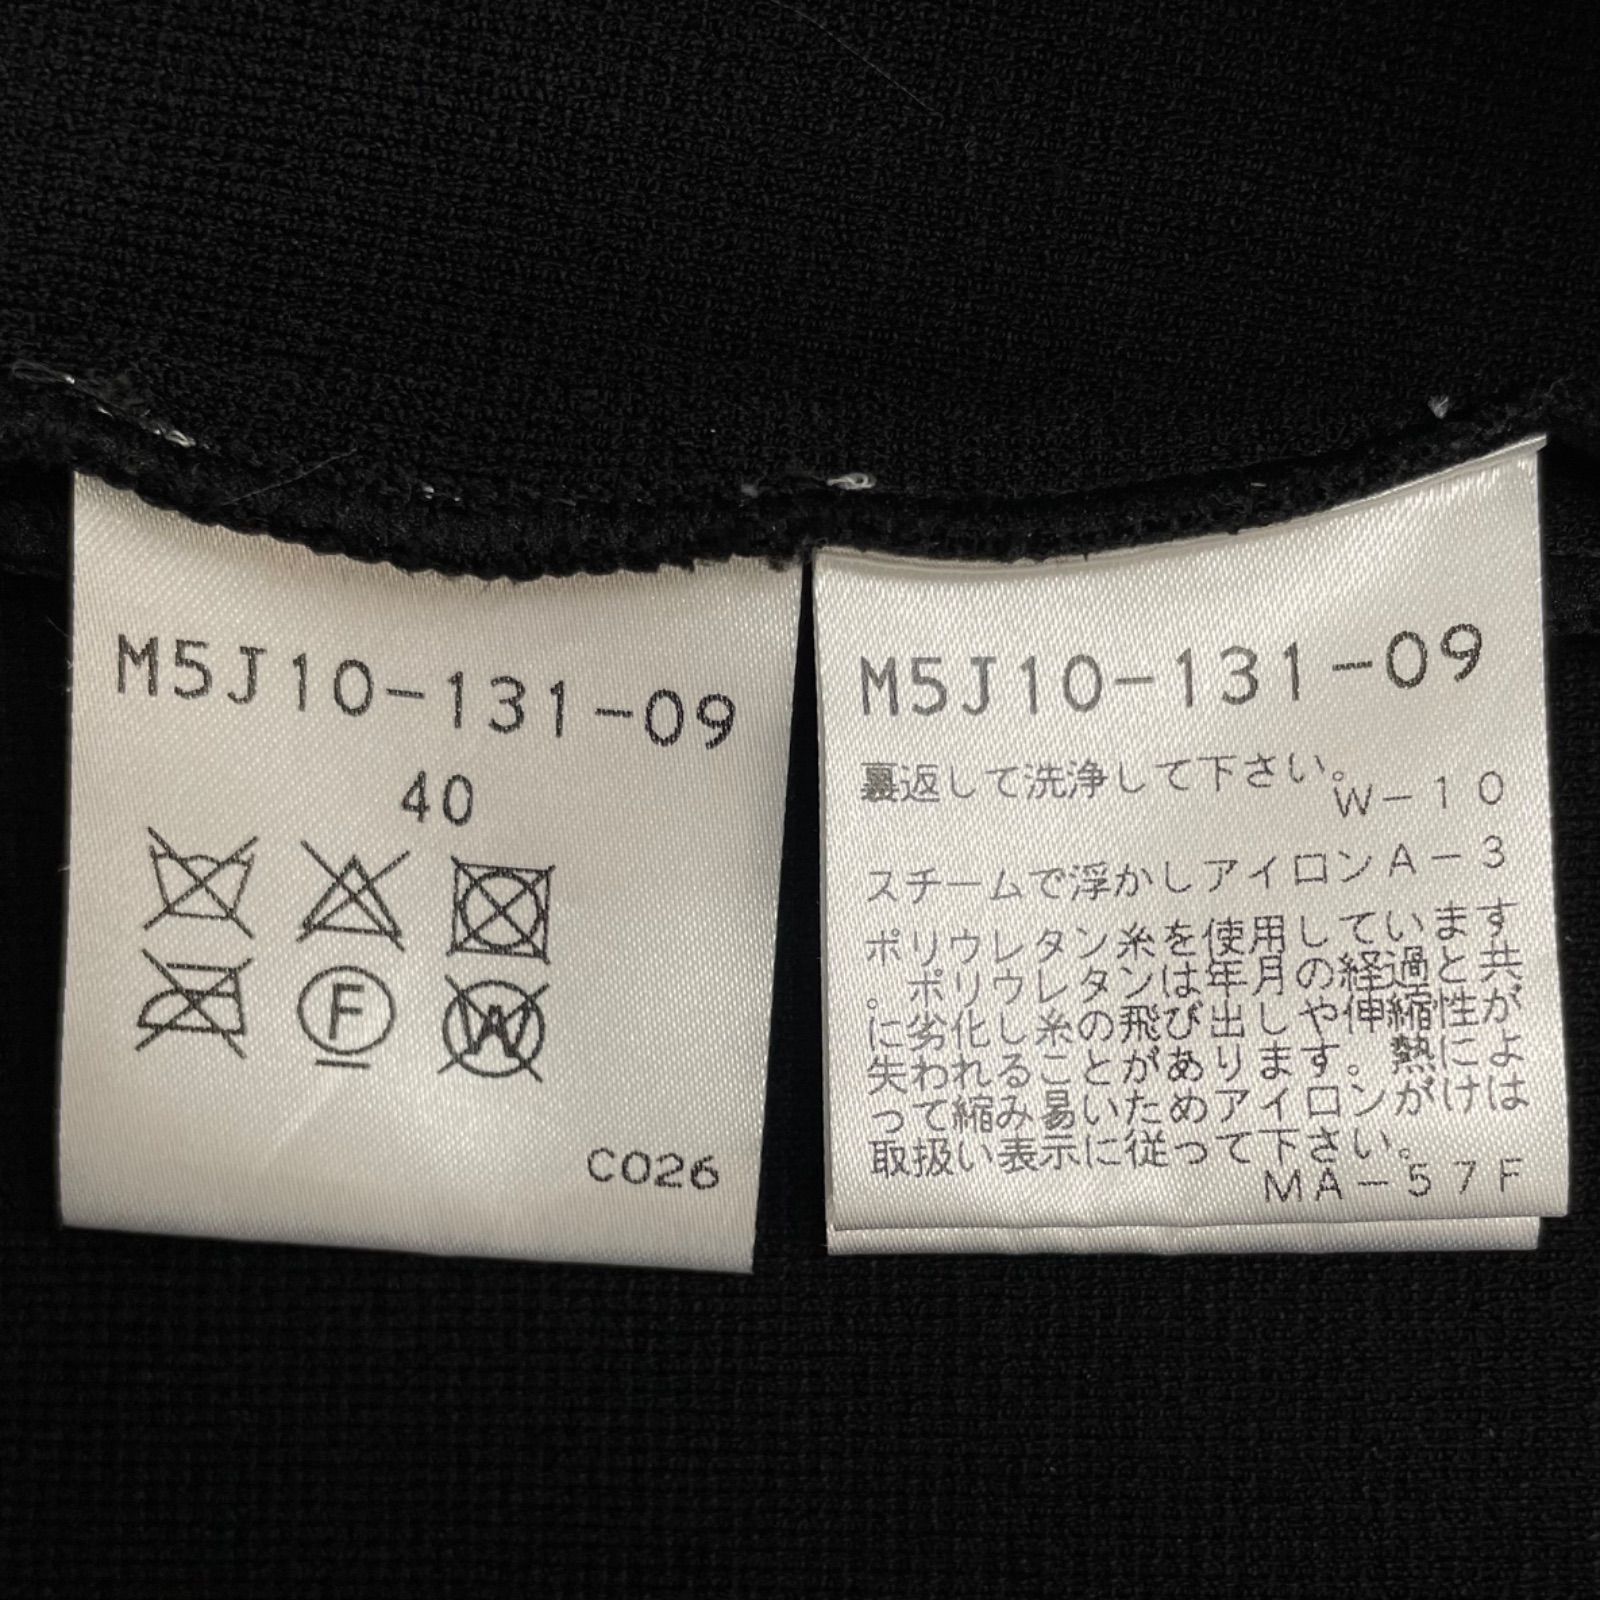 M5J10-131-09
40
F
W
C026
M5J10-131-09
裏返して洗浄して下さい。
W-10
スチームで浮かしアイロンA-3
ポリウレタン糸を使用しています
。ポリウレタンは年月の経過と共
に劣化し糸の飛び出しや伸縮性が
失われることがあります。熱によ
って縮み易いためアイロンがけは
取扱い表示に従って下さい。
MA-57F